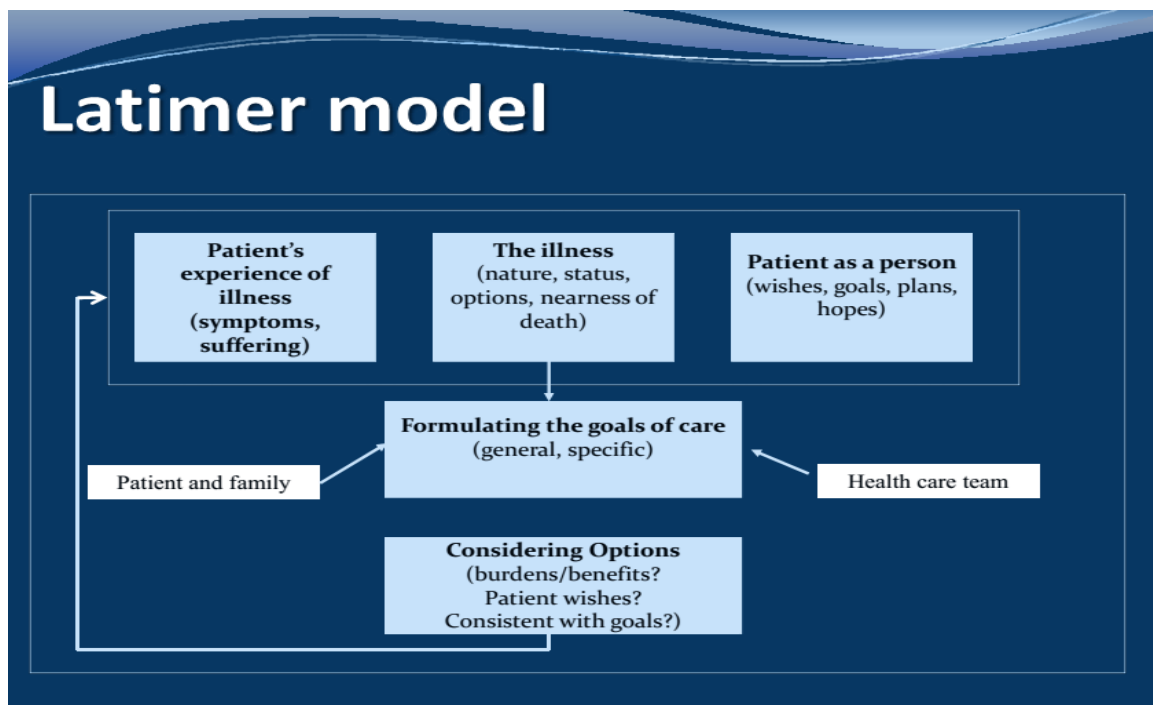 Latimer model
Patient’s
experience of
illness
(symptoms,
suffering)
The illness
(nature, status,
options, nearness of
death)
Patient as a person
(wishes, goals, plans,
hopes)
Formulating the goals of care
(general, specific)
Patient and family
Health care team
Considering Options
(burdens/benefits?
Patient wishes?
Consistent with goals?)